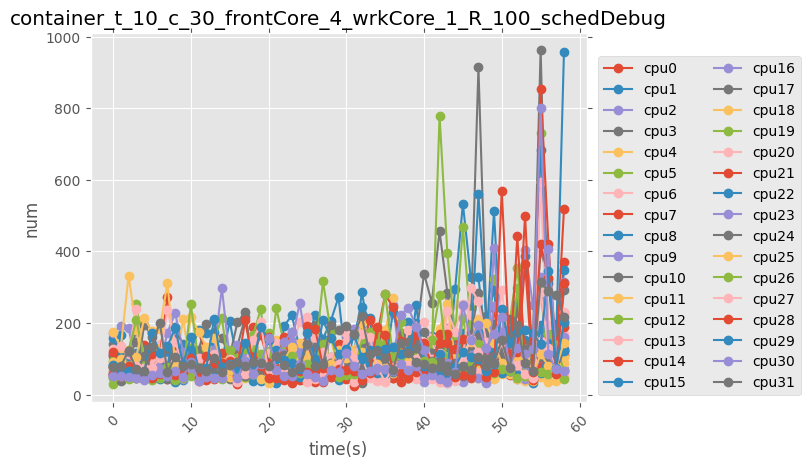 container_t_10_c_30_frontCore_4_wrkCore_1_R_100_schedDebug
num
1000
800
600
400
200
0
0
10
20
30
40
50
60
time(s)
cpu0
cpu1
cpu2
cpu3
cpu4
cpu5
cpu6
cpu7
cpu8
cpu9
cpu10
cpu11
cpu12
cpu13
cpu14
cpu15
cpu16
cpu17
cpu18
cpu19
cpu20
cpu21
cpu22
cpu23
cpu24
cpu25
cpu26
cpu27
cpu28
cpu29
cpu30
cpu31